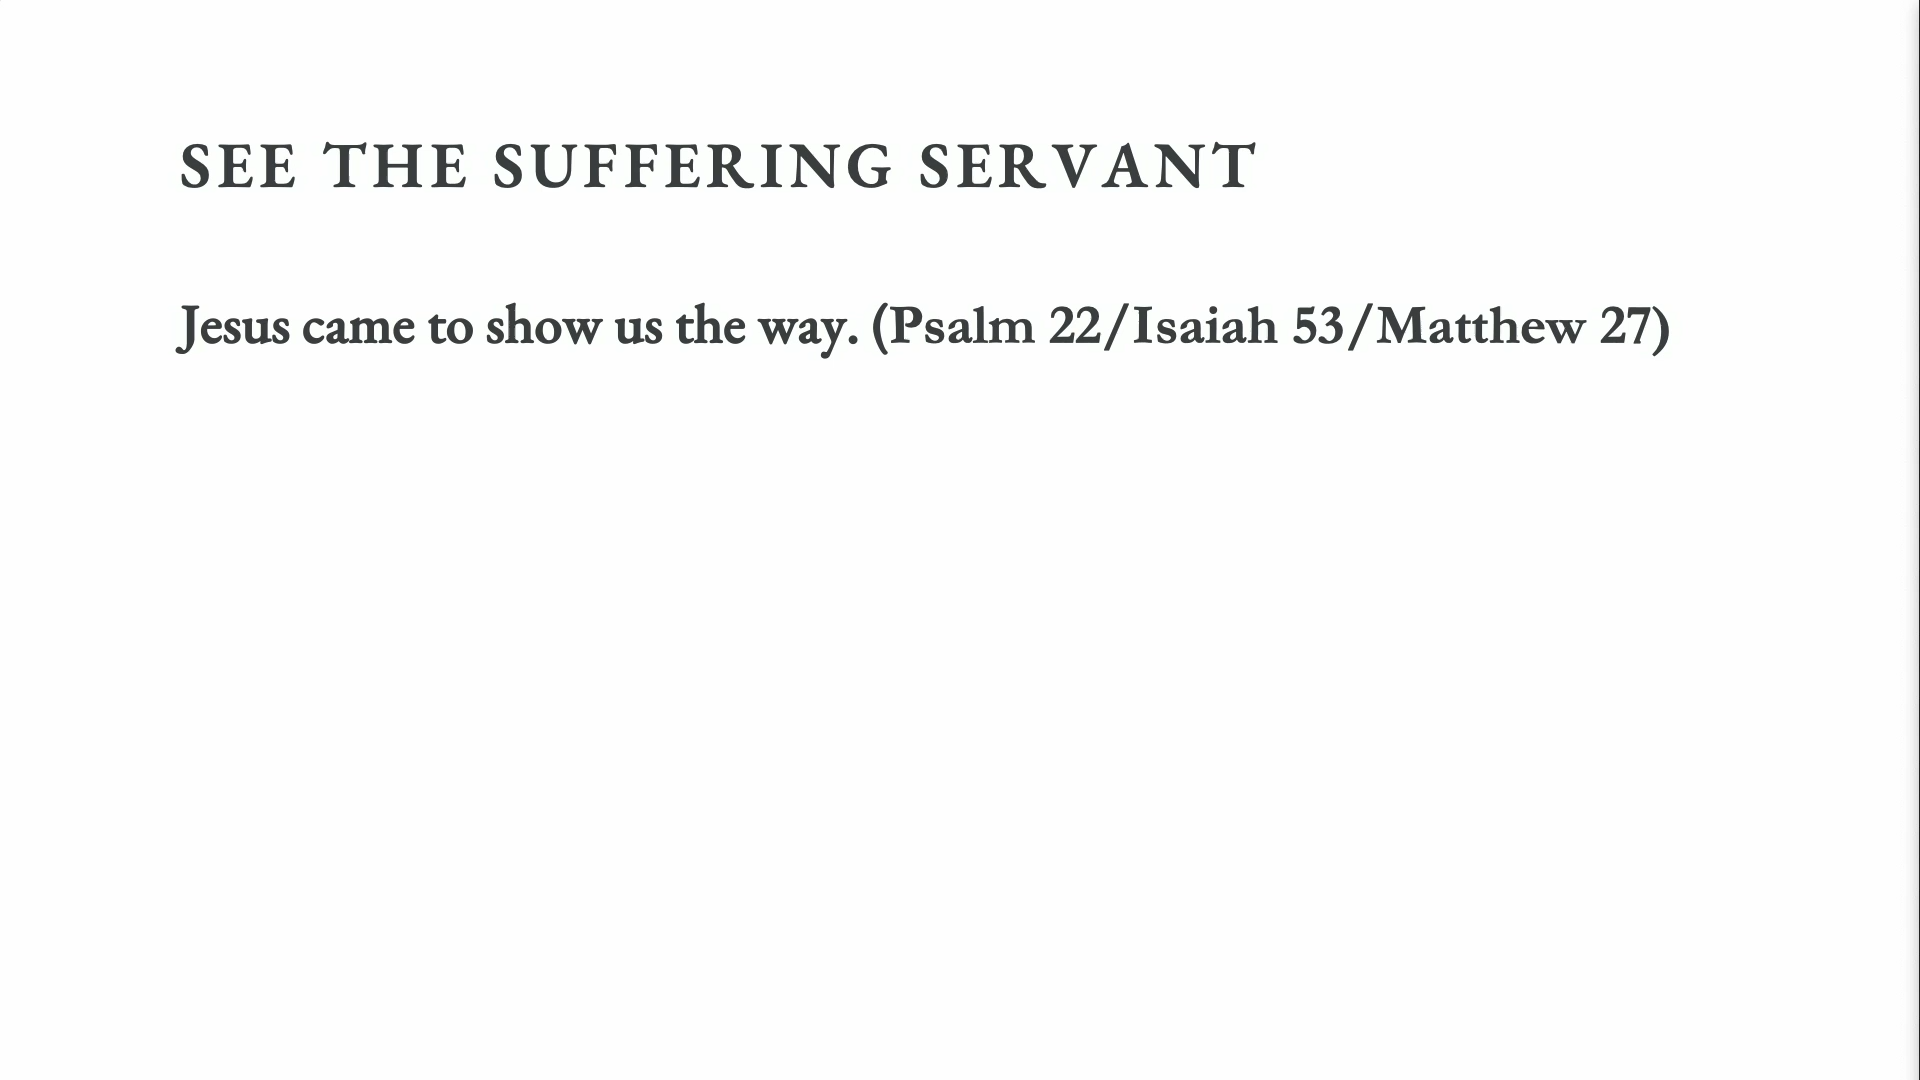 SEE THE SUFFERING SERVANT
Jesus came to show us the way. (Psalm 22/Isaiah 53/Matthew 27)